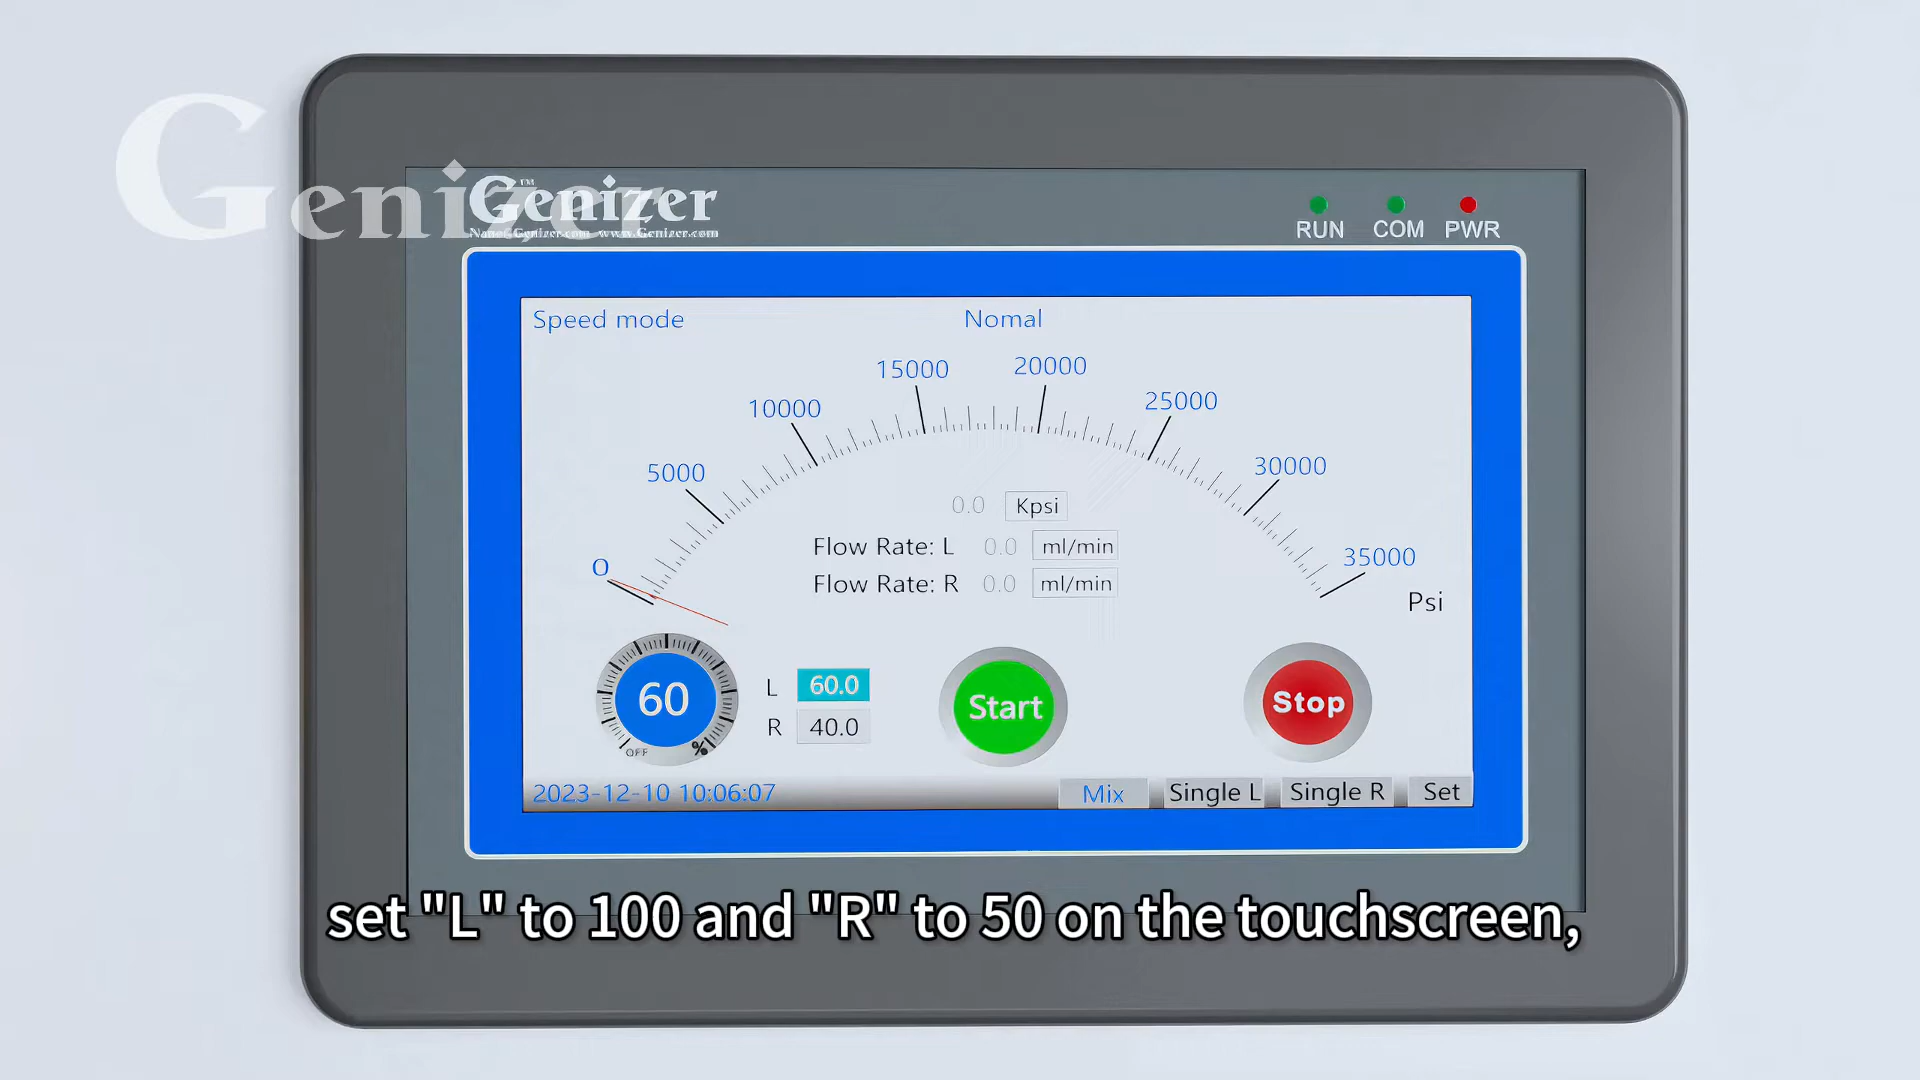 Genizer
Genizer™
NanoGenizer.com www.Genizer.com
RUN COM PWR
Speed mode
Nomal
0
5000
10000
15000
20000
25000
30000
35000
Psi
0.0 Kpsi
Flow Rate: L 0.0 ml/min
Flow Rate: R 0.0 ml/min
60
OFF %
L 60.0
R 40.0
Start
Stop
2023-12-10 10:06:07
Mix Single L Single R Set
set "L" to 100 and "R" to 50 on the touchscreen,